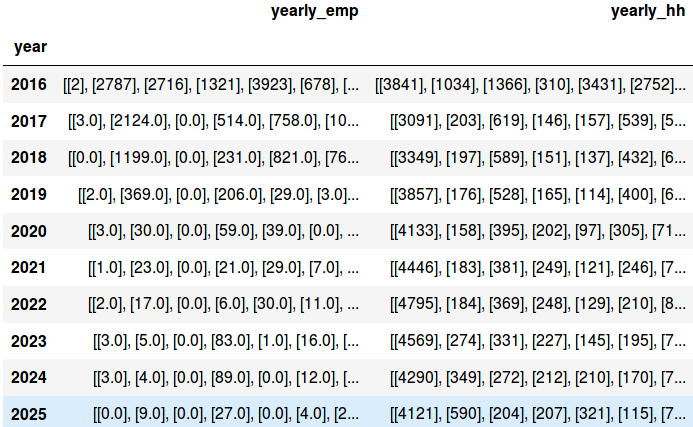 yearly_emp yearly_hh
year
2016 [[2], [2787], [2716], [1321], [3923], [678], [... [[3841], [1034], [1366], [310], [3431], [2752]...
2017 [[3.0], [2124.0], [0.0], [514.0], [758.0], [10... [[3091], [203], [619], [146], [157], [539], [5...
2018 [[0.0], [1199.0], [0.0], [231.0], [821.0], [76... [[3349], [197], [589], [151], [137], [432], [6...
2019 [[2.0], [369.0], [0.0], [206.0], [29.0], [3.0]... [[3857], [176], [528], [165], [114], [400], [6...
2020 [[3.0], [30.0], [0.0], [59.0], [39.0], [0.0], ... [[4133], [158], [395], [202], [97], [305], [71...
2021 [[1.0], [23.0], [0.0], [21.0], [29.0], [7.0], ... [[4446], [183], [381], [249], [121], [246], [7...
2022 [[2.0], [17.0], [0.0], [6.0], [30.0], [11.0], ... [[4795], [184], [369], [248], [129], [210], [8...
2023 [[3.0], [5.0], [0.0], [83.0], [1.0], [16.0], [... [[4569], [274], [331], [227], [145], [195], [7...
2024 [[3.0], [4.0], [0.0], [89.0], [0.0], [12.0], [... [[4290], [349], [272], [212], [210], [170], [7...
2025 [[0.0], [9.0], [0.0], [27.0], [0.0], [4.0], [2... [[4121], [590], [204], [207], [321], [115], [7...